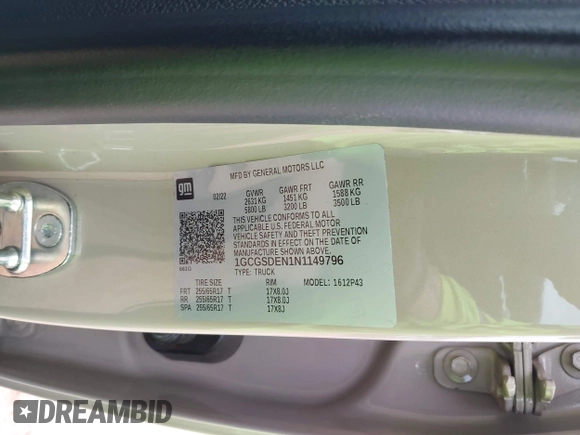 MFD BY GENERAL MOTORS LLC
gm
02/22 GVWR GAWR FRT GAWR RR
2631 KG 1451 KG 1588 KG
5800 LB 3200 LB 3500 LB
THIS VEHICLE CONFORMS TO ALL
APPLICABLE U.S. FEDERAL MOTOR
VEHICLE SAFETY AND THEFT PREVENTION
STANDARDS IN EFFECT ON THE DATE OF
MANUFACTURE SHOWN ABOVE.
1GCGSDEN1N1149796
TYPE: TRUCK
TIRE SIZE RIM MODEL: 1612P43
FRT 255/65R17 T 17X8.0J
RR 255/65R17 T 17X8.0J
SPA 255/65R17 T 17X8J
DREAMBID